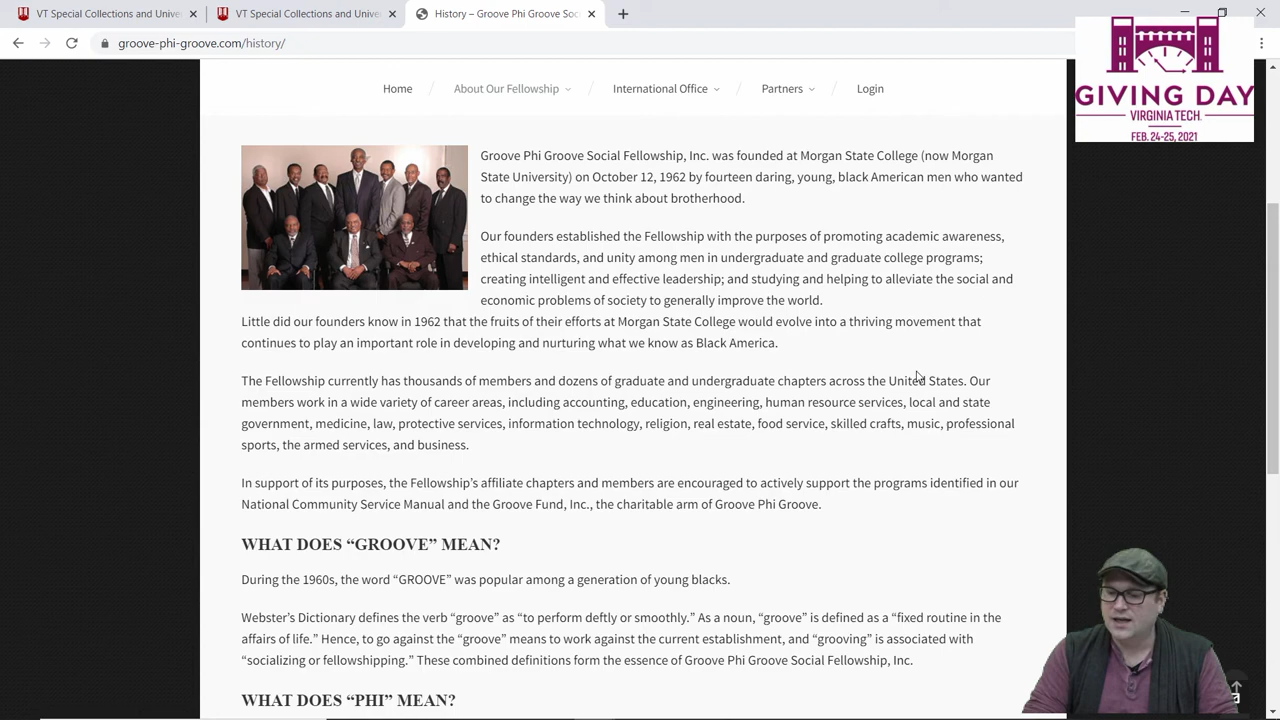 VT Special Collections and Unive
VT Special Collections and Unive
History – Groove Phi Groove Soc
groove-phi-groove.com/history/
GIVING DAY
VIRGINIA TECH
FEB. 24-25, 2021
Home
About Our Fellowship
International Office
Partners
Login
Groove Phi Groove Social Fellowship, Inc. was founded at Morgan State College (now Morgan
State University) on October 12, 1962 by fourteen daring, young, black American men who wanted
to change the way we think about brotherhood.
Our founders established the Fellowship with the purposes of promoting academic awareness,
ethical standards, and unity among men in undergraduate and graduate college programs;
creating intelligent and effective leadership; and studying and helping to alleviate the social and
economic problems of society to generally improve the world.
Little did our founders know in 1962 that the fruits of their efforts at Morgan State College would evolve into a thriving movement that
continues to play an important role in developing and nurturing what we know as Black America.
The Fellowship currently has thousands of members and dozens of graduate and undergraduate chapters across the United States. Our
members work in a wide variety of career areas, including accounting, education, engineering, human resource services, local and state
government, medicine, law, protective services, information technology, religion, real estate, food service, skilled crafts, music, professional
sports, the armed services, and business.
In support of its purposes, the Fellowship’s affiliate chapters and members are encouraged to actively support the programs identified in our
National Community Service Manual and the Groove Fund, Inc., the charitable arm of Groove Phi Groove.
WHAT DOES “GROOVE” MEAN?
During the 1960s, the word “GROOVE” was popular among a generation of young blacks.
Webster’s Dictionary defines the verb “groove” as “to perform deftly or smoothly.” As a noun, “groove” is defined as a “fixed routine in the
affairs of life.” Hence, to go against the “groove” means to work against the current establishment, and “grooving” is associated with
“socializing or fellowshipping.” These combined definitions form the essence of Groove Phi Groove Social Fellowship, Inc.
WHAT DOES “PHI” MEAN?